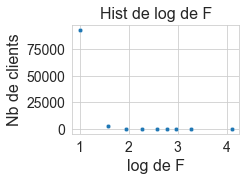 Hist de log de F
Nb de clients
75000
50000
25000
0
1
2
3
4
log de F